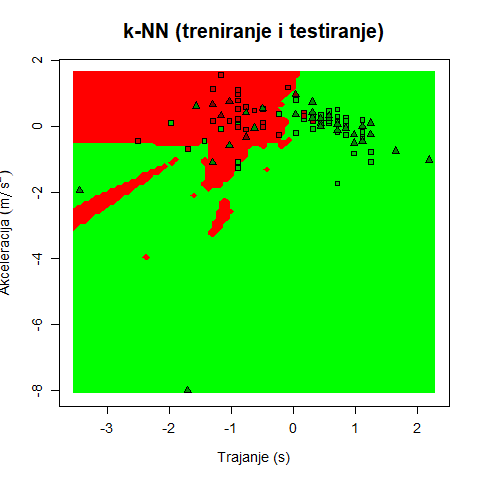 k-NN (treniranje i testiranje)
2
0
-2
-4
-6
-8
Akceleracija (m/s²)
-3 -2 -1 0 1 2
Trajanje (s)